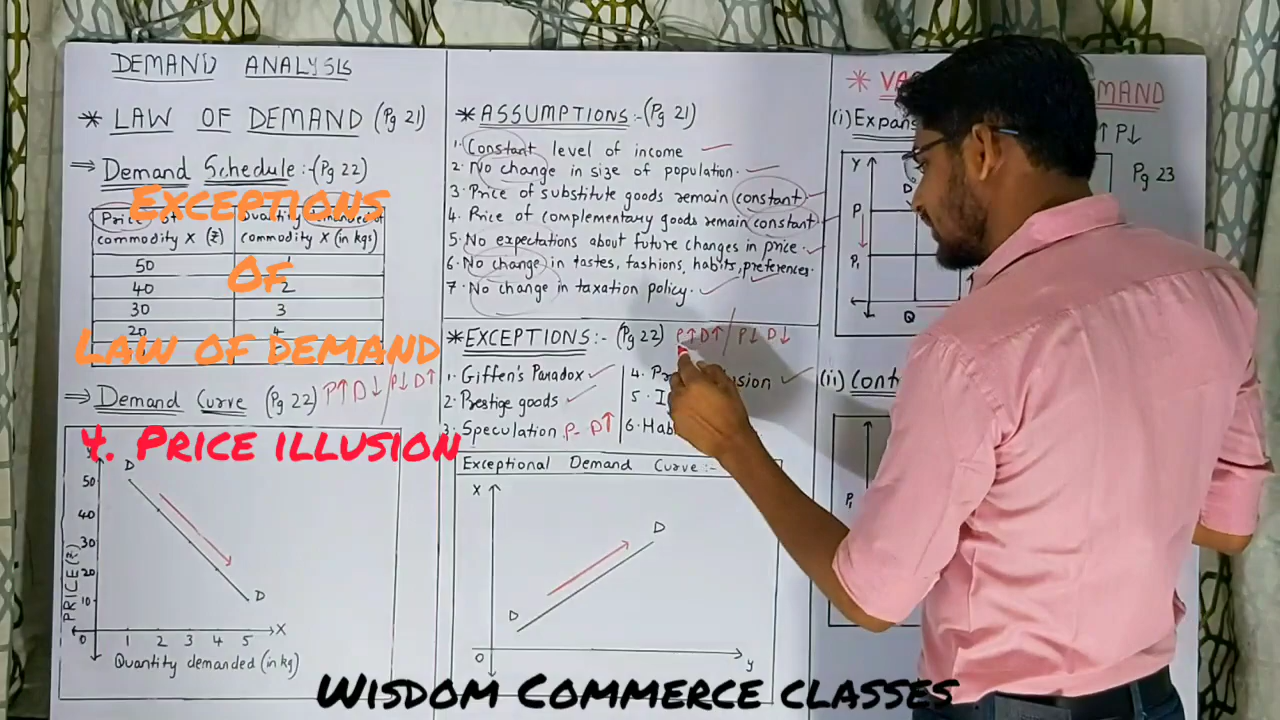 DEMAND ANALYSIS
* LAW OF DEMAND (Pg 21)
⇒ Demand Schedule:-(Pg 22)
Exceptions
Of
Law of demand
4. Price illusion
Price of commodity X (₹)
Quantity commodity X (in kgs)
50 1
40 2
30 3
20 4
⇒ Demand Curve (Pg 22) P↑ D↓ / P↓ D↑
D
50
40
30
20
10
0
PRICE (₹)
D
1 2 3 4 5 X
Quantity demanded (in kg)
* ASSUMPTIONS:-(Pg 21)
1. Constant level of income
2. No change in size of population.
3. Price of substitute goods remain constant
4. Price of complementary goods remain constant
5. No expectations about future changes in price.
6. No change in tastes, fashions, habits, preferences.
7. No change in taxation policy.
* EXCEPTIONS:- (Pg 22) P↑ D↑ / P↓ D↓
1. Giffen's Paradox
2. Prestige goods
3. Speculation P- D↑
4. 
5. 
6. 
Exceptional Demand Curve:-
X
D
D
0
y
* DEMAND
(i)
↑ P↓
Pg 23
Y
D
P
P₁
Q
(ii)
P₁
Wisdom Commerce classes